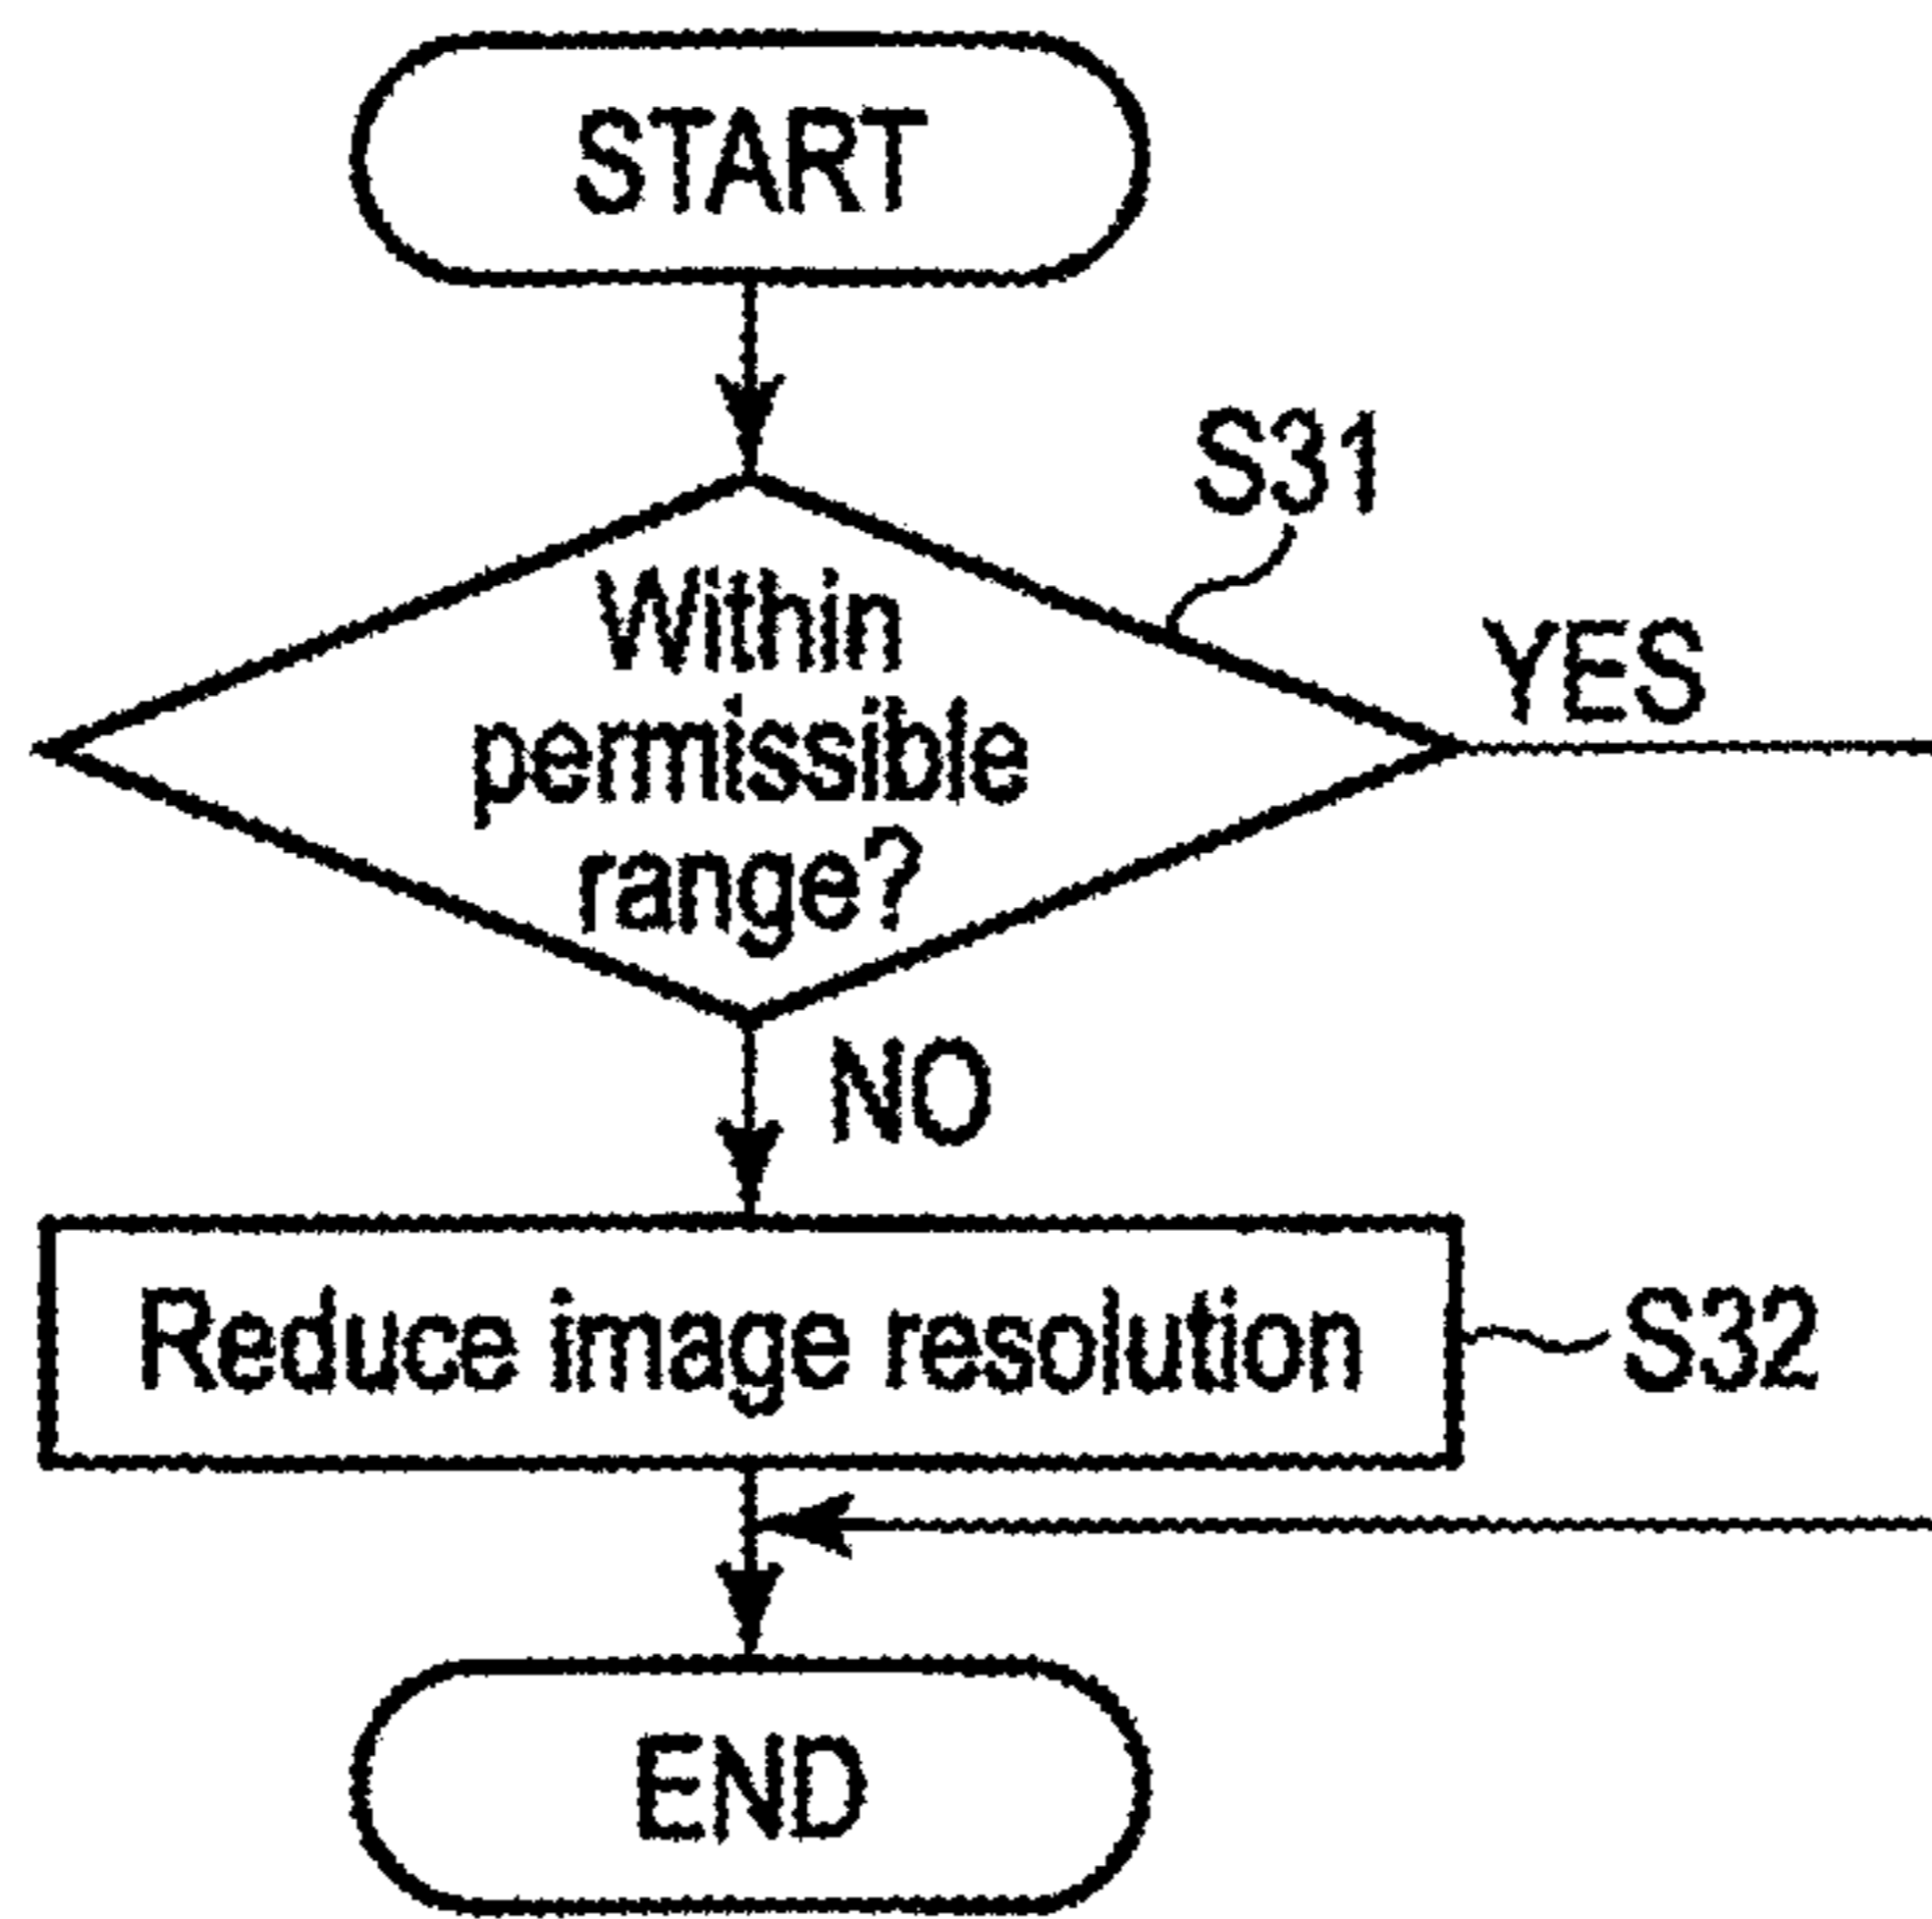 START
S31
Within
permissible
range?
YES
NO
Reduce image resolution
S32
END